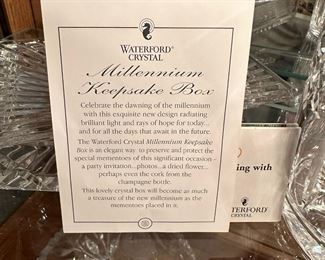 WATERFORD®
CRYSTAL
Millennium
Keepsake Box
Celebrate the dawning of the millennium
with this exquisite new design radiating
brilliant light and rays of hope for today...
and for all the days that await in the future.
The Waterford Crystal Millennium Keepsake
Box is an elegant way to preserve and protect the
special mementoes of this significant occasion -
a party invitation...photos...a dried flower...
perhaps even the cork from the
champagne bottle.
This lovely crystal box will become as much
a treasure of the new millennium as the
mementoes placed in it.
ing with
WATERFORD®
CRYSTAL